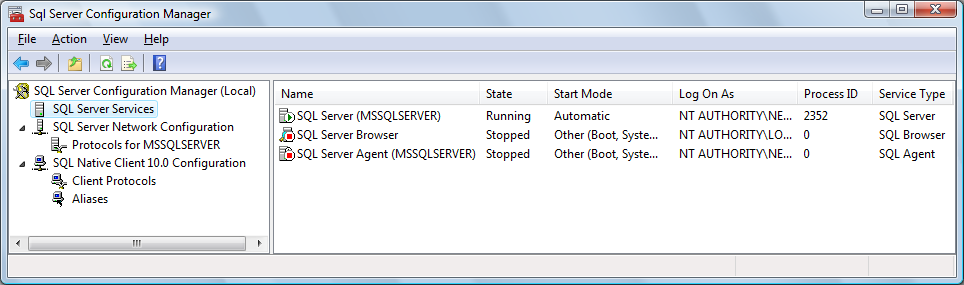 Sql Server Configuration Manager
File Action View Help
SQL Server Configuration Manager (Local)
SQL Server Services
SQL Server Network Configuration
Protocols for MSSQLSERVER
SQL Native Client 10.0 Configuration
Client Protocols
Aliases
Name State Start Mode Log On As Process ID Service Type
SQL Server (MSSQLSERVER) Running Automatic NT AUTHORITY\NE... 2352 SQL Server
SQL Server Browser Stopped Other (Boot, Syste... NT AUTHORITY\LO... 0 SQL Browser
SQL Server Agent (MSSQLSERVER) Stopped Other (Boot, Syste... NT AUTHORITY\NE... 0 SQL Agent